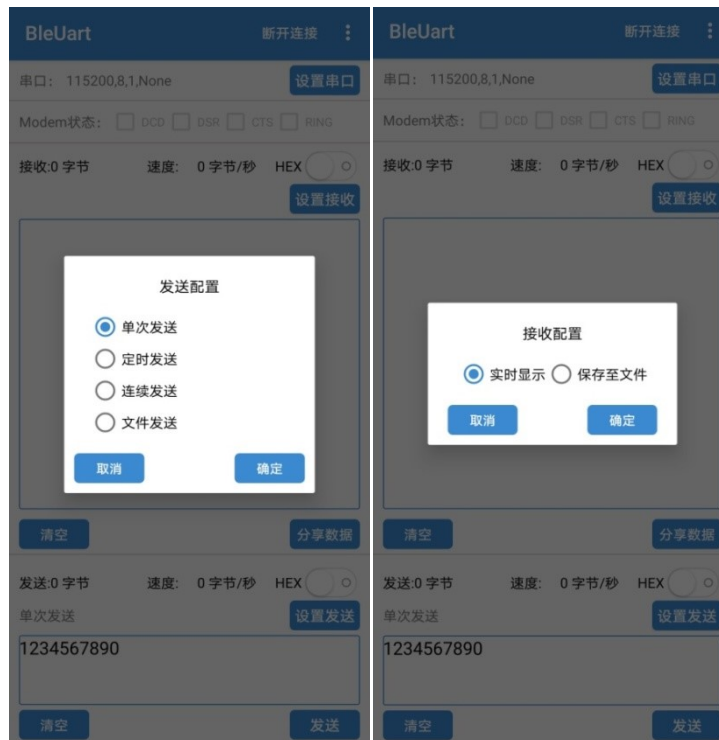 BleUart 断开连接
串口： 115200,8,1,None 设置串口
Modem状态： DCD DSR CTS RING
接收:0 字节 速度: 0 字节/秒 HEX
设置接收
发送配置
单次发送
定时发送
连续发送
文件发送
取消 确定
清空 分享数据
发送:0 字节 速度: 0 字节/秒 HEX
单次发送 设置发送
1234567890
清空 发送
BleUart 断开连接
串口： 115200,8,1,None 设置串口
Modem状态： DCD DSR CTS RING
接收:0 字节 速度: 0 字节/秒 HEX
设置接收
接收配置
实时显示 保存至文件
取消 确定
清空 分享数据
发送:0 字节 速度: 0 字节/秒 HEX
单次发送 设置发送
1234567890
清空 发送